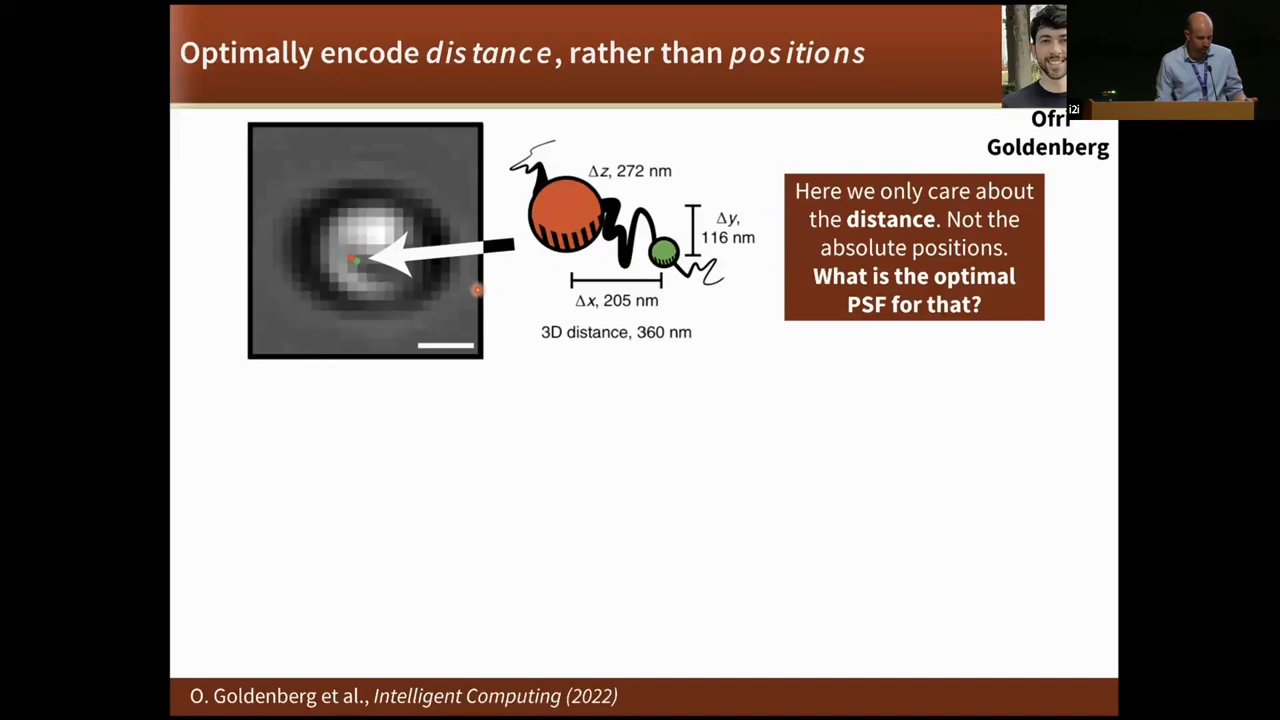 Optimally encode distance, rather than positions
i2i
Ofri
Goldenberg
Δz, 272 nm
Δy,
116 nm
Δx, 205 nm
3D distance, 360 nm
Here we only care about
the distance. Not the
absolute positions.
What is the optimal
PSF for that?
O. Goldenberg et al., Intelligent Computing (2022)